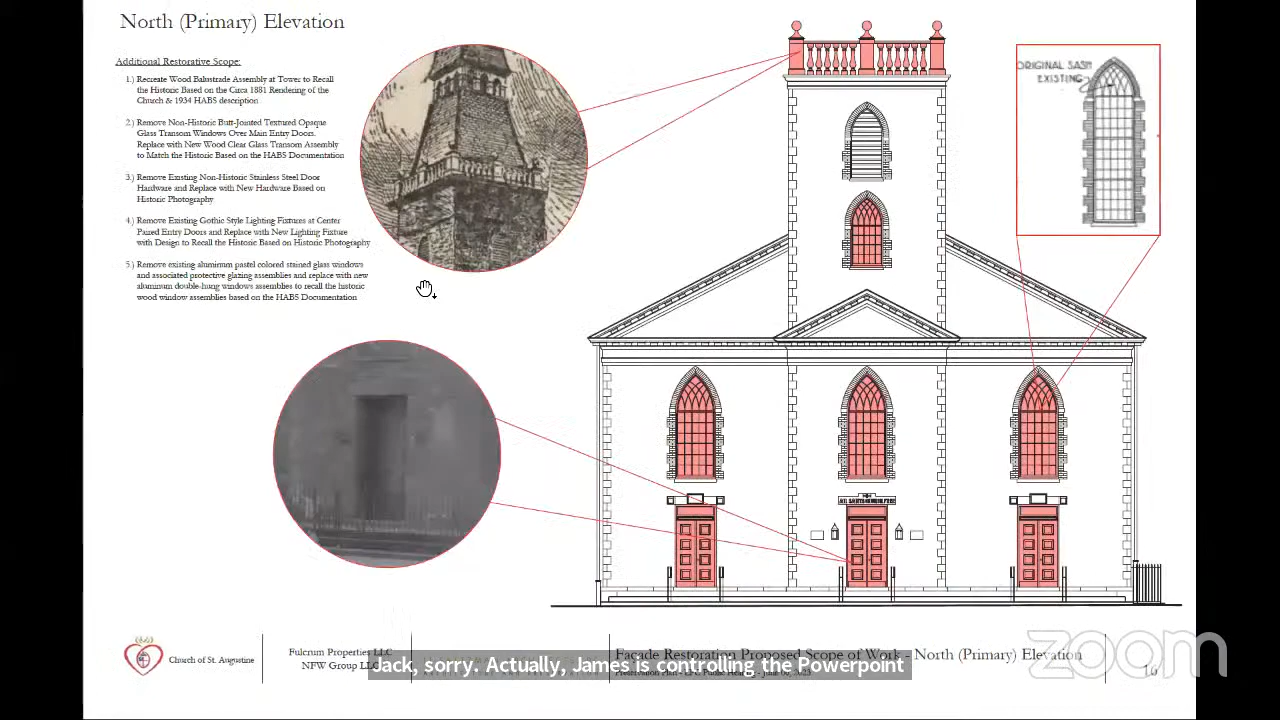 North (Primary) Elevation
Additional Restorative Scope:
1.) Recreate Wood Balustrade Assembly at Tower to Recall
the Historic Based on the Circa 1881 Rendering of the
Church & 1934 HABS description
2.) Remove Non-Historic Butt-Jointed Textured Opaque
Glass Transom Windows Over Main Entry Doors.
Replace with New Wood Clear Glass Transom Assembly
to Match the Historic Based on the HABS Documentation
3.) Remove Existing Non-Historic Stainless Steel Door
Hardware and Replace with New Hardware Based on
Historic Photography
4.) Remove Existing Gothic Style Lighting Fixtures at Center
Paired Entry Doors and Replace with New Lighting Fixture
with Design to Recall the Historic Based on Historic Photography
5.) Remove existing aluminum pastel colored stained glass windows
and associated protective glazing assemblies and replace with new
aluminum double-hung windows assemblies to recall the historic
wood window assemblies based on the HABS Documentation
ORIGINAL SASH
EXISTING
Church of St. Augustine
Fulcrum Properties LLC
NFW Group LLC
Façade Restoration Proposed Scope of Work - North (Primary) Elevation
10
Jack, sorry. Actually, James is controlling the Powerpoint
zoom